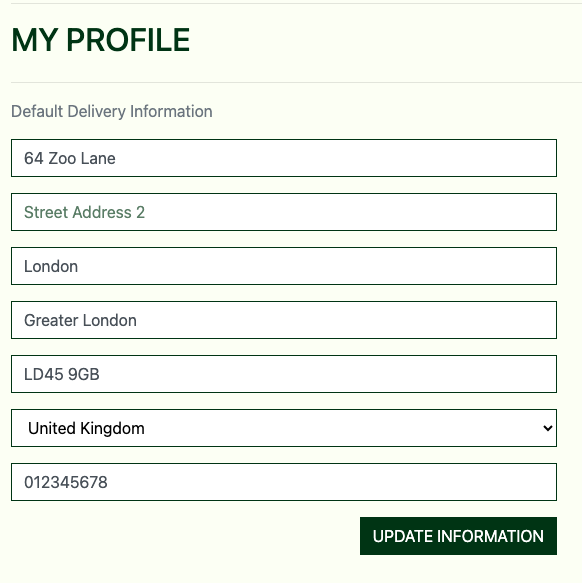 MY PROFILE
Default Delivery Information
64 Zoo Lane
Street Address 2
London
Greater London
LD45 9GB
United Kingdom
012345678
UPDATE INFORMATION